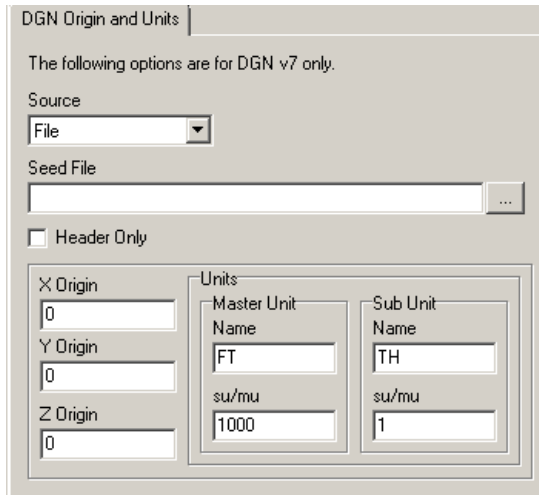 DGN Origin and Units
The following options are for DGN v7 only.
Source
File
Seed File
...
Header Only
X Origin
0
Y Origin
0
Z Origin
0
Units
Master Unit
Name
FT
su/mu
1000
Sub Unit
Name
TH
su/mu
1